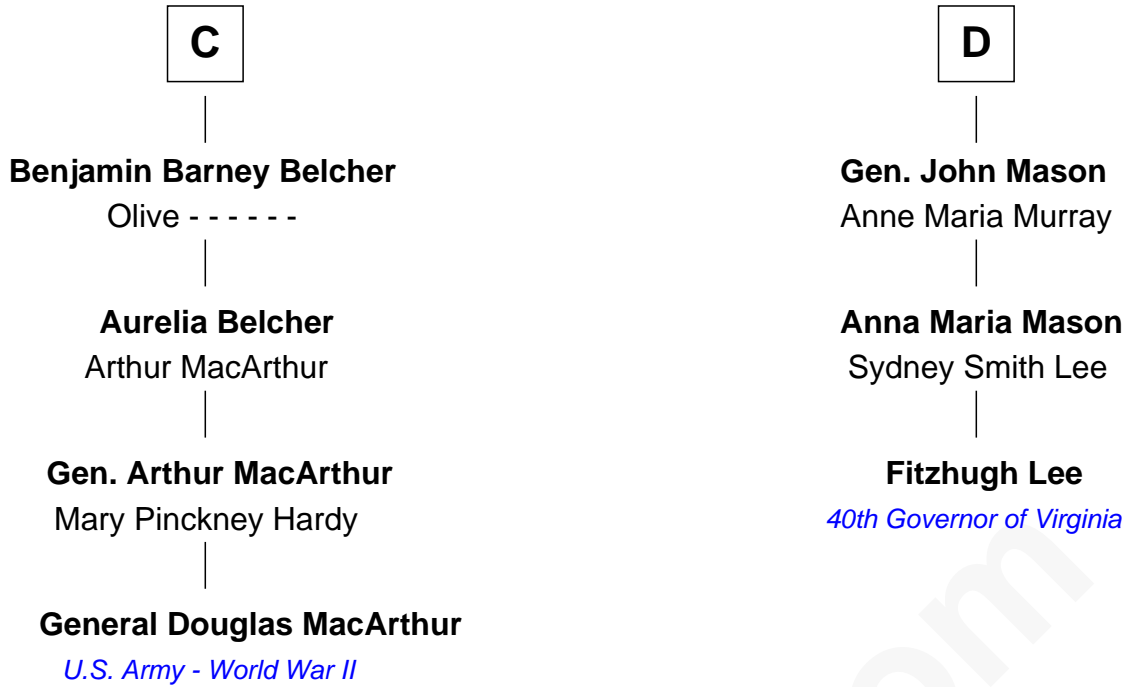 C
Benjamin Barney Belcher
Olive - - - - - -
Aurelia Belcher
Arthur MacArthur
Gen. Arthur MacArthur
Mary Pinckney Hardy
General Douglas MacArthur
U.S. Army - World War II
D
Gen. John Mason
Anne Maria Murray
Anna Maria Mason
Sydney Smith Lee
Fitzhugh Lee
40th Governor of Virginia
om